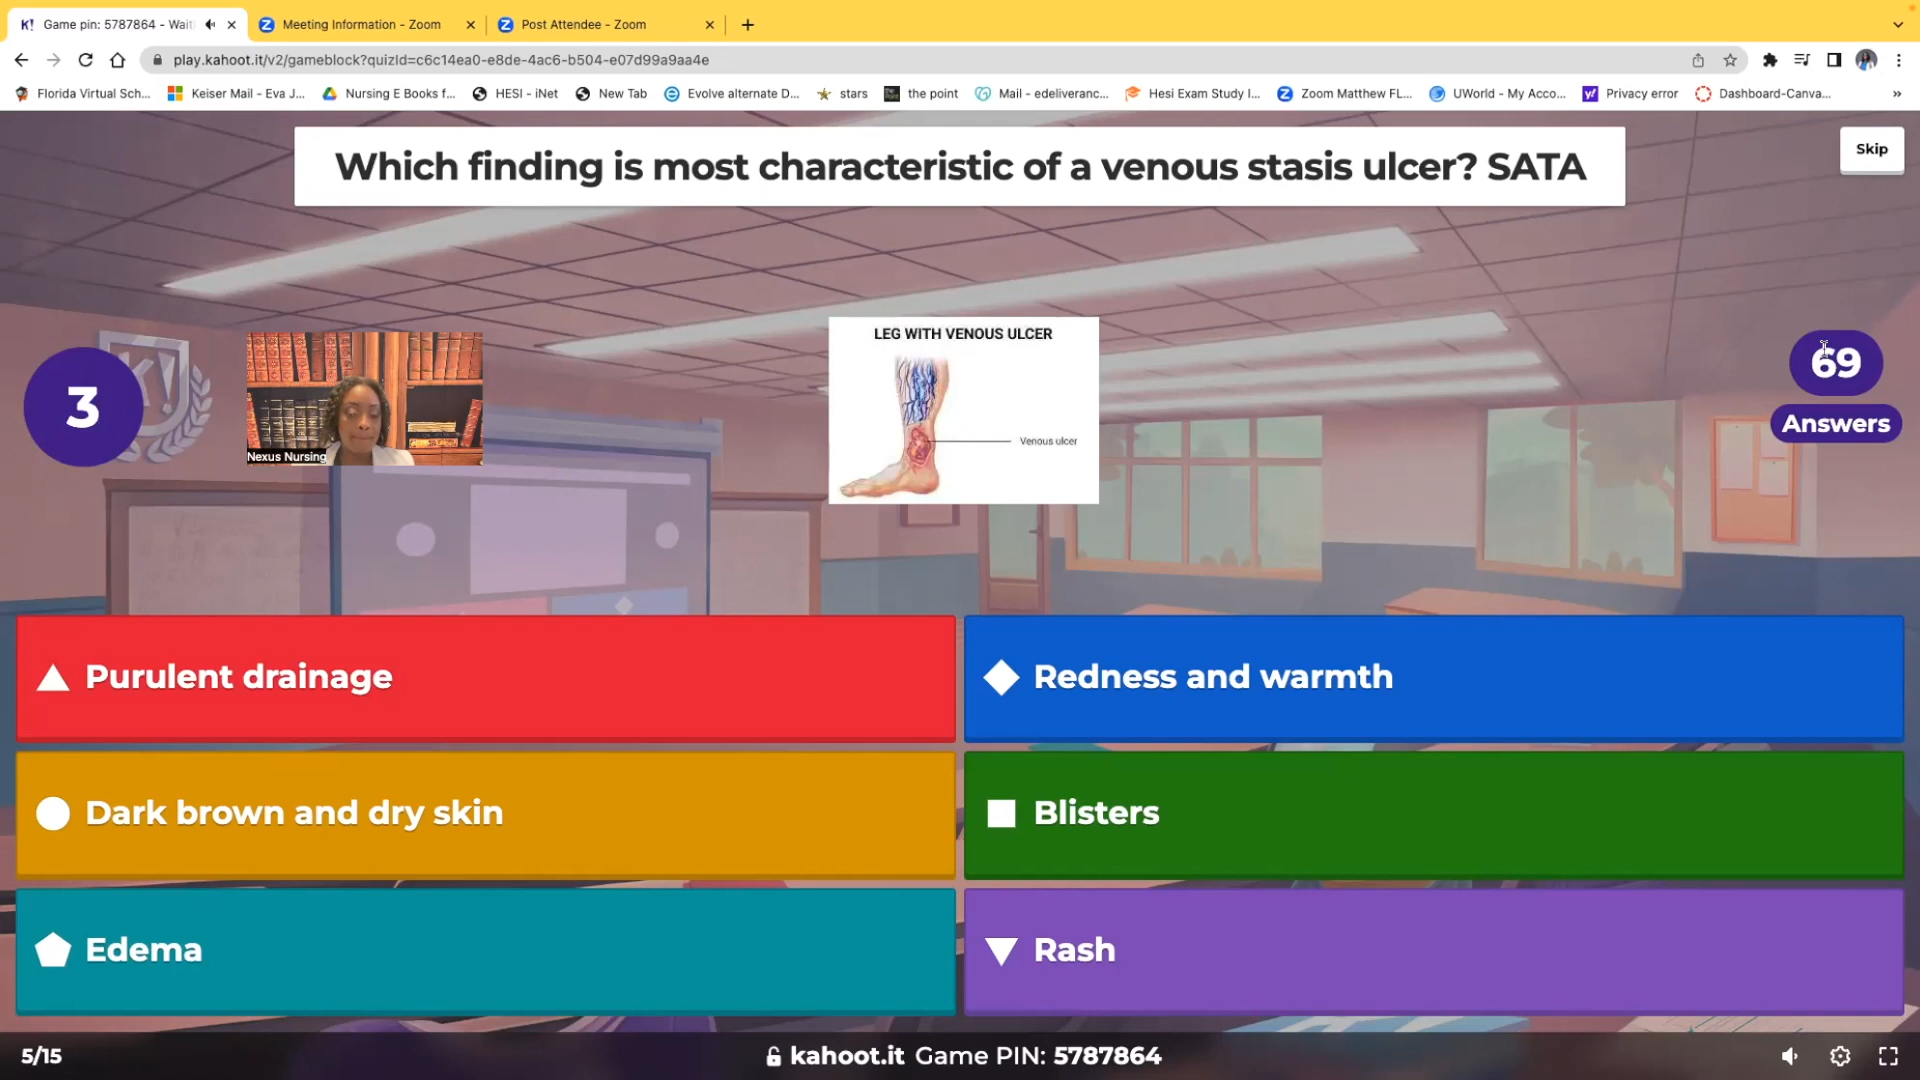 K! Game pin: 5787864 - Wait
Meeting Information - Zoom
Post Attendee - Zoom
play.kahoot.it/v2/gameblock?quizId=c6c14ea0-e8de-4ac6-b504-e07d99a9aa4e
Florida Virtual Sch...
Keiser Mail - Eva J...
Nursing E Books f...
HESI - iNet
New Tab
Evolve alternate D...
stars
the point
Mail - edeliveranc...
Hesi Exam Study I...
Zoom Matthew FL...
UWorld - My Acco...
Privacy error
Dashboard-Canva...
»
Which finding is most characteristic of a venous stasis ulcer? SATA
Skip
3
Nexus Nursing
LEG WITH VENOUS ULCER
Venous ulcer
69
Answers
Purulent drainage
Redness and warmth
Dark brown and dry skin
Blisters
Edema
Rash
5/15
kahoot.it Game PIN: 5787864